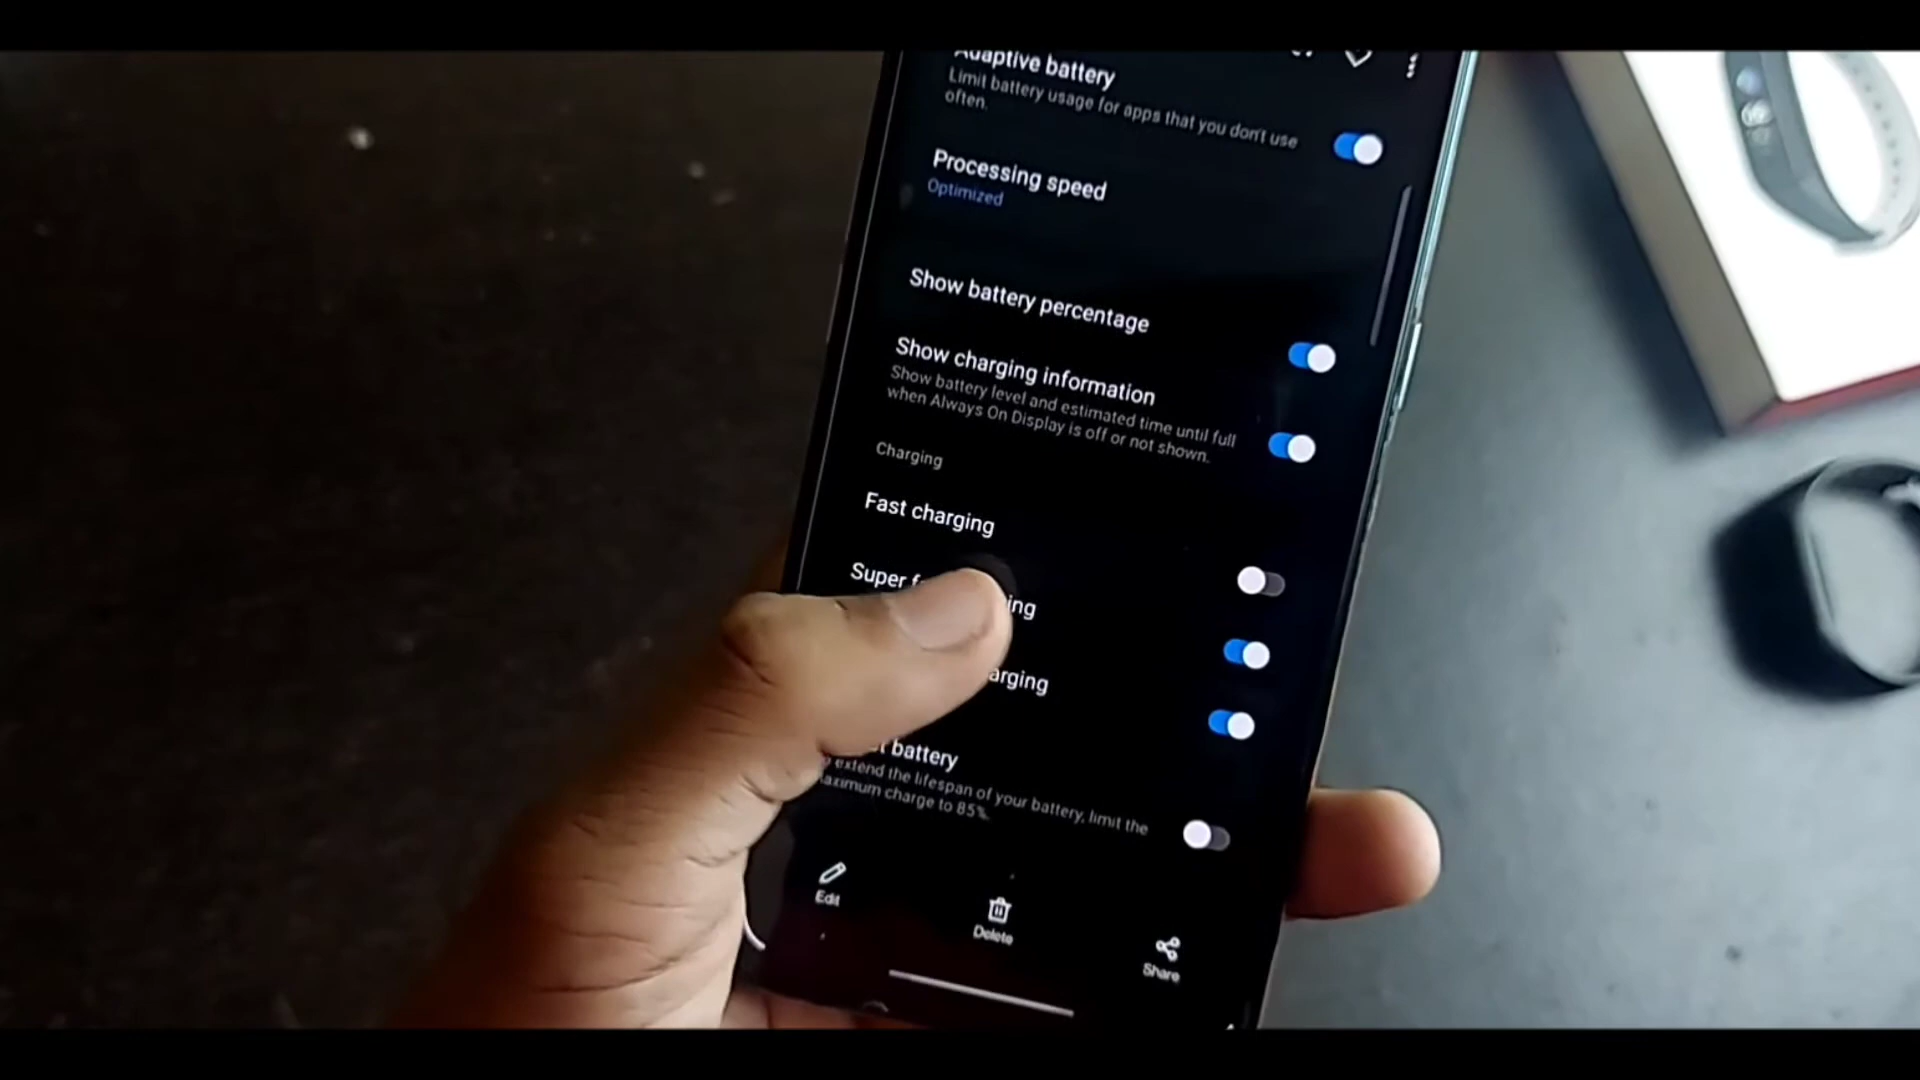 Adaptive battery
Limit battery usage for apps that you don't use
often.
Processing speed
Optimized
Show battery percentage
Show charging information
Show battery level and estimated time until full
when Always On Display is off or not shown.
Charging
Fast charging
Super
battery
extend the lifespan of your battery, limit the
charge to 85%.
Edit
Delete
Share